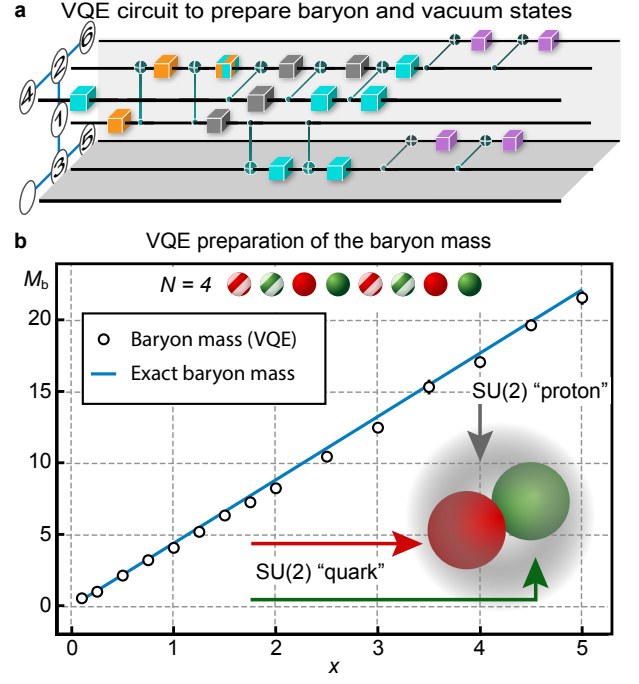 a VQE circuit to prepare baryon and vacuum states
6
2
4
1
5
3
b VQE preparation of the baryon mass
M_b
N = 4
Baryon mass (VQE)
Exact baryon mass
SU(2) “proton”
SU(2) “quark”
20
15
10
5
0
0 1 2 3 4 5
x